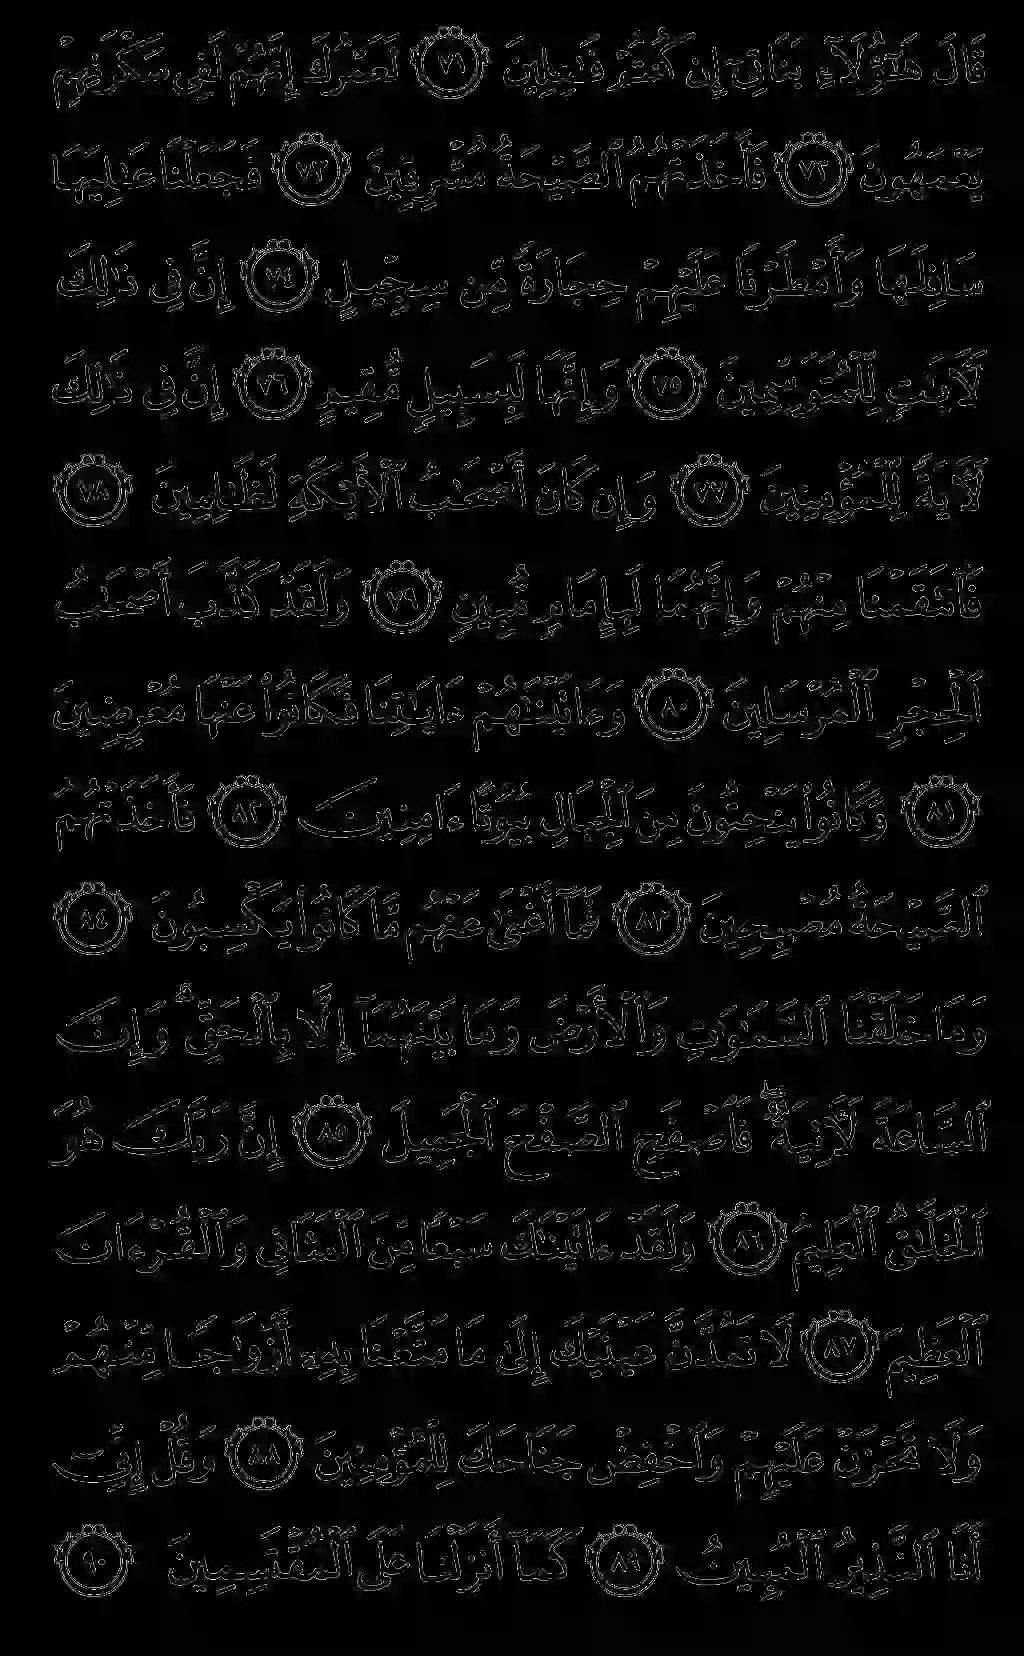 قَالَ هَٰٓؤُلَآءِ بَنَاتِىٓ إِن كُنتُمْ فَٰعِلِينَ ٧١ لَعَمْرُكَ إِنَّهُمْ لَفِى سَكْرَتِهِمْ
يَعْمَهُونَ ٧٢ فَأَخَذَتْهُمُ ٱلصَّيْحَةُ مُشْرِقِينَ ٧٣ فَجَعَلْنَا عَٰلِيَهَا
سَافِلَهَا وَأَمْطَرْنَا عَلَيْهِمْ حِجَارَةً مِّن سِجِّيلٍ ٧٤ إِنَّ فِى ذَٰلِكَ
لَءَايَٰتٍ لِّلْمُتَوَسِّمِينَ ٧٥ وَإِنَّهَا لَبِسَبِيلٍ مُّقِيمٍ ٧٦ إِنَّ فِى ذَٰلِكَ
لَءَايَةً لِّلْمُؤْمِنِينَ ٧٧ وَإِن كَانَ أَصْحَٰبُ ٱلْأَيْكَةِ لَظَٰلِمِينَ ٧٨
فَٱنتَقَمْنَا مِنْهُمْ وَإِنَّهُمَا لَبِإِمَامٍ مُّبِينٍ ٧٩ وَلَقَدْ كَذَّبَ أَصْحَٰبُ
ٱلْحِجْرِ ٱلْمُرْسَلِينَ ٨٠ وَءَاتَيْنَٰهُمْ ءَايَٰتِنَا فَكَانُوا۟ عَنْهَا مُعْرِضِينَ
٨١ وَكَانُوا۟ يَنْحِتُونَ مِنَ ٱلْجِبَالِ بُيُوتًا ءَامِنِينَ ٨٢ فَأَخَذَتْهُمُ
ٱلصَّيْحَةُ مُصْبِحِينَ ٨٣ فَمَآ أَغْنَىٰ عَنْهُم مَّا كَانُوا۟ يَكْسِبُونَ ٨٤
وَمَا خَلَقْنَا ٱلسَّمَٰوَٰتِ وَٱلْأَرْضَ وَمَا بَيْنَهُمَآ إِلَّا بِٱلْحَقِّ ۗ وَإِنَّ
ٱلسَّاعَةَ لَءَاتِيَةٌ ۖ فَٱصْفَحِ ٱلصَّفْحَ ٱلْجَمِيلَ ٨٥ إِنَّ رَبَّكَ هُوَ
ٱلْخَلَّٰقُ ٱلْعَلِيمُ ٨٦ وَلَقَدْ ءَاتَيْنَٰكَ سَبْعًا مِّنَ ٱلْمَثَانِى وَٱلْقُرْءَانَ
ٱلْعَظِيمَ ٨٧ لَا تَمُدَّنَّ عَيْنَيْكَ إِلَىٰ مَا مَتَّعْنَا بِهِۦٓ أَزْوَٰجًا مِّنْهُمْ
وَلَا تَحْزَنْ عَلَيْهِمْ وَٱخْفِضْ جَنَاحَكَ لِلْمُؤْمِنِينَ ٨٨ وَقُلْ إِنِّىٓ
أَنَا ٱلنَّذِيرُ ٱلْمُبِينُ ٨٩ كَمَآ أَنزَلْنَا عَلَى ٱلْمُقْتَسِمِينَ ٩٠